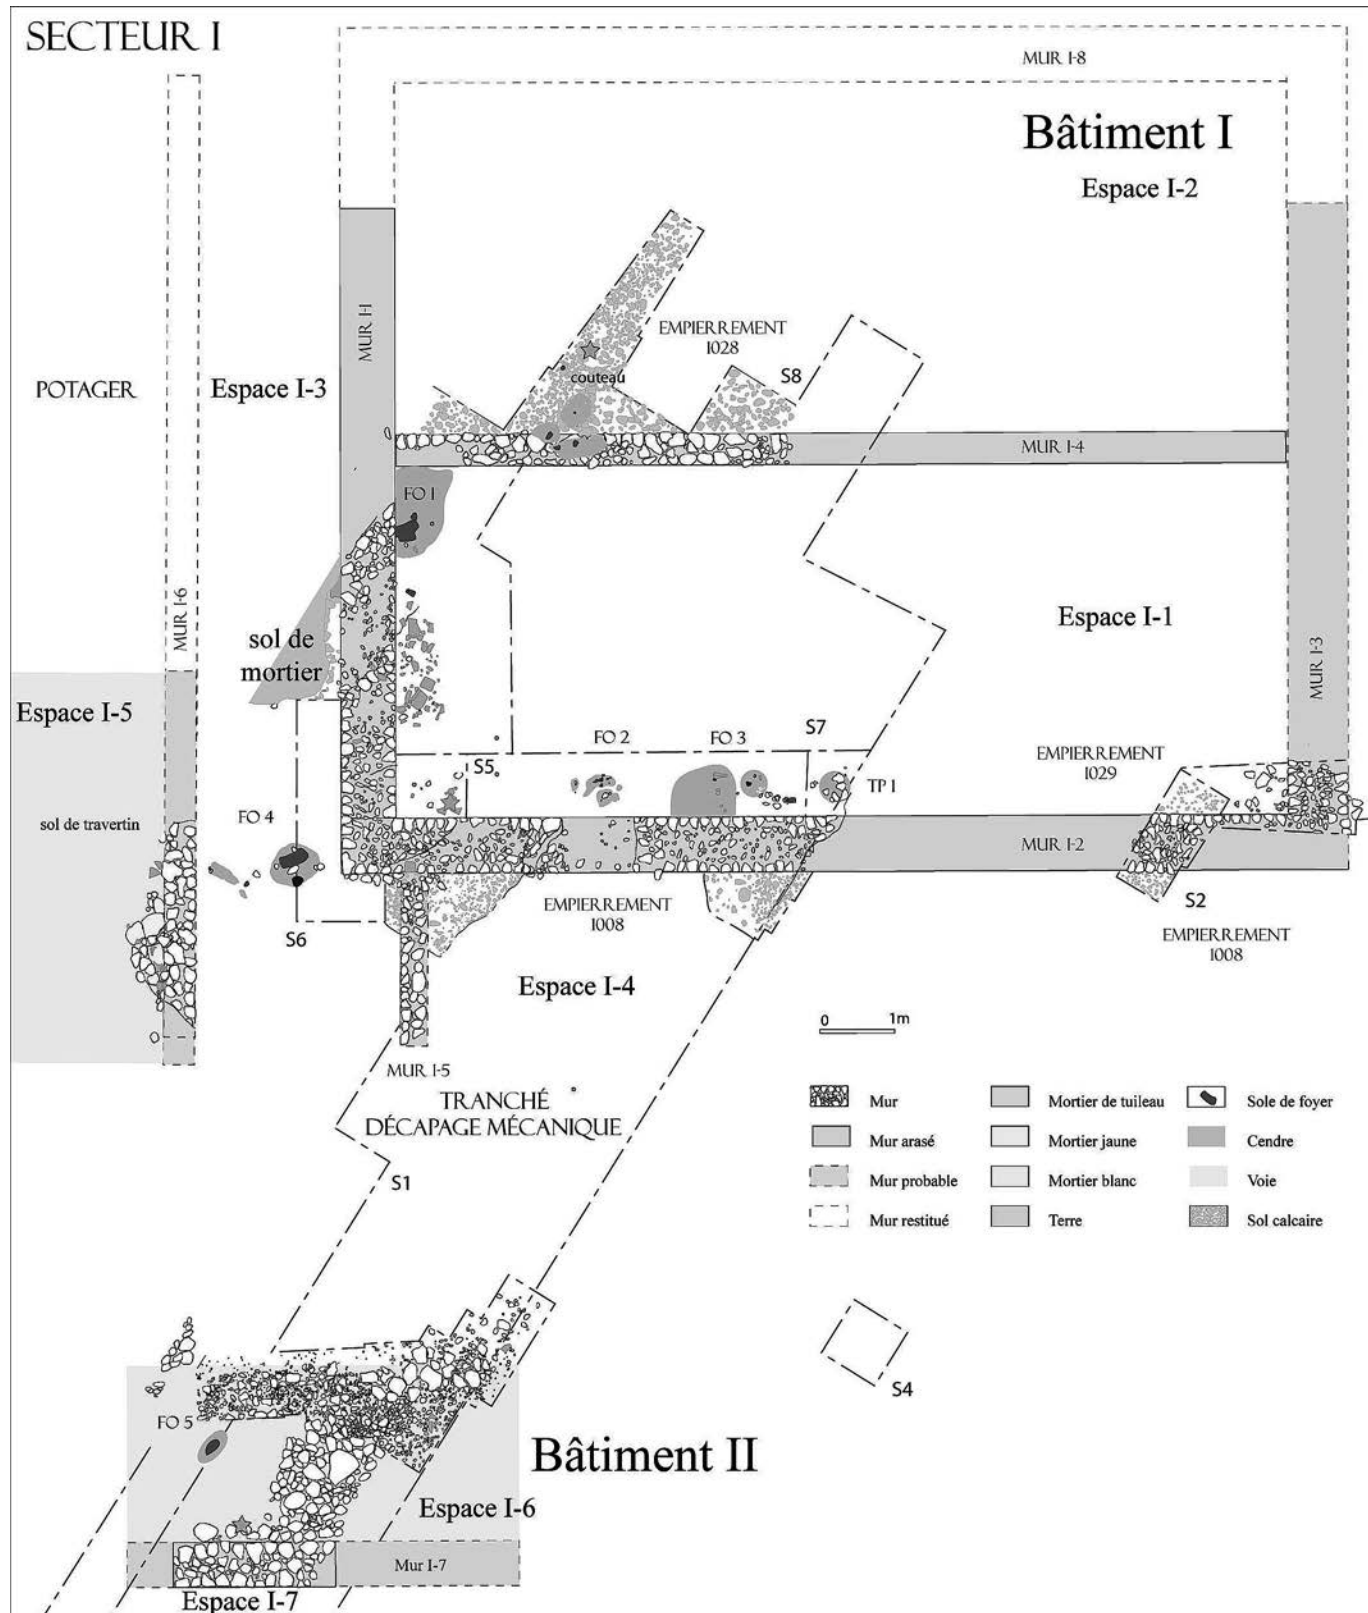 SECTEUR I
MUR I-8
Bâtiment I
Espace I-2
MUR I-1
EMPIERREMENT
1028
couteau
S8
POTAGER
Espace I-3
MUR I-4
FO 1
MUR I-6
sol de
mortier
Espace I-1
MUR I-3
Espace I-5
S7
FO 2
FO 3
S5
EMPIERREMENT
1029
TP 1
sol de travertin
FO 4
MUR I-2
EMPIERREMENT
1008
S2
S6
EMPIERREMENT
1008
Espace I-4
0 1m
MUR I-5
TRANCHÉ
DÉCAPAGE MÉCANIQUE
S1
Mur
Mur arasé
Mur probable
Mur restitué
Mortier de tuileau
Mortier jaune
Mortier blanc
Terre
Sole de foyer
Cendre
Voie
Sol calcaire
S4
FO 5
Bâtiment II
Espace I-6
Mur I-7
Espace I-7